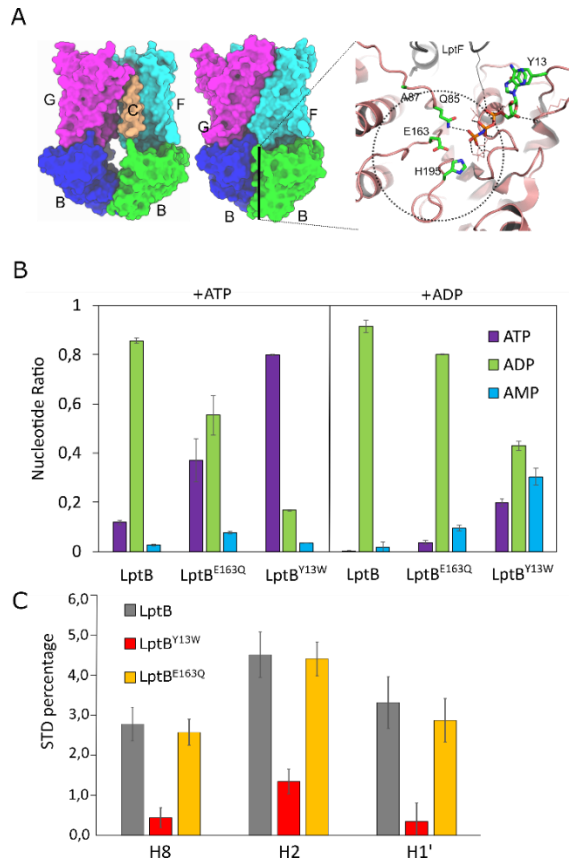 A
G
C
F
B
B
G
F
B
B
LptF
Y13
A87
Q85
E163
H195
B
+ATP
+ADP
Nucleotide Ratio
1
0,8
0,6
0,4
0,2
0
ATP
ADP
AMP
LptB LptB^E163Q LptB^Y13W LptB LptB^E163Q LptB^Y13W
C
STD percentage
6,0
5,0
4,0
3,0
2,0
1,0
0,0
LptB
LptB^Y13W
LptB^E163Q
H8 H2 H1'